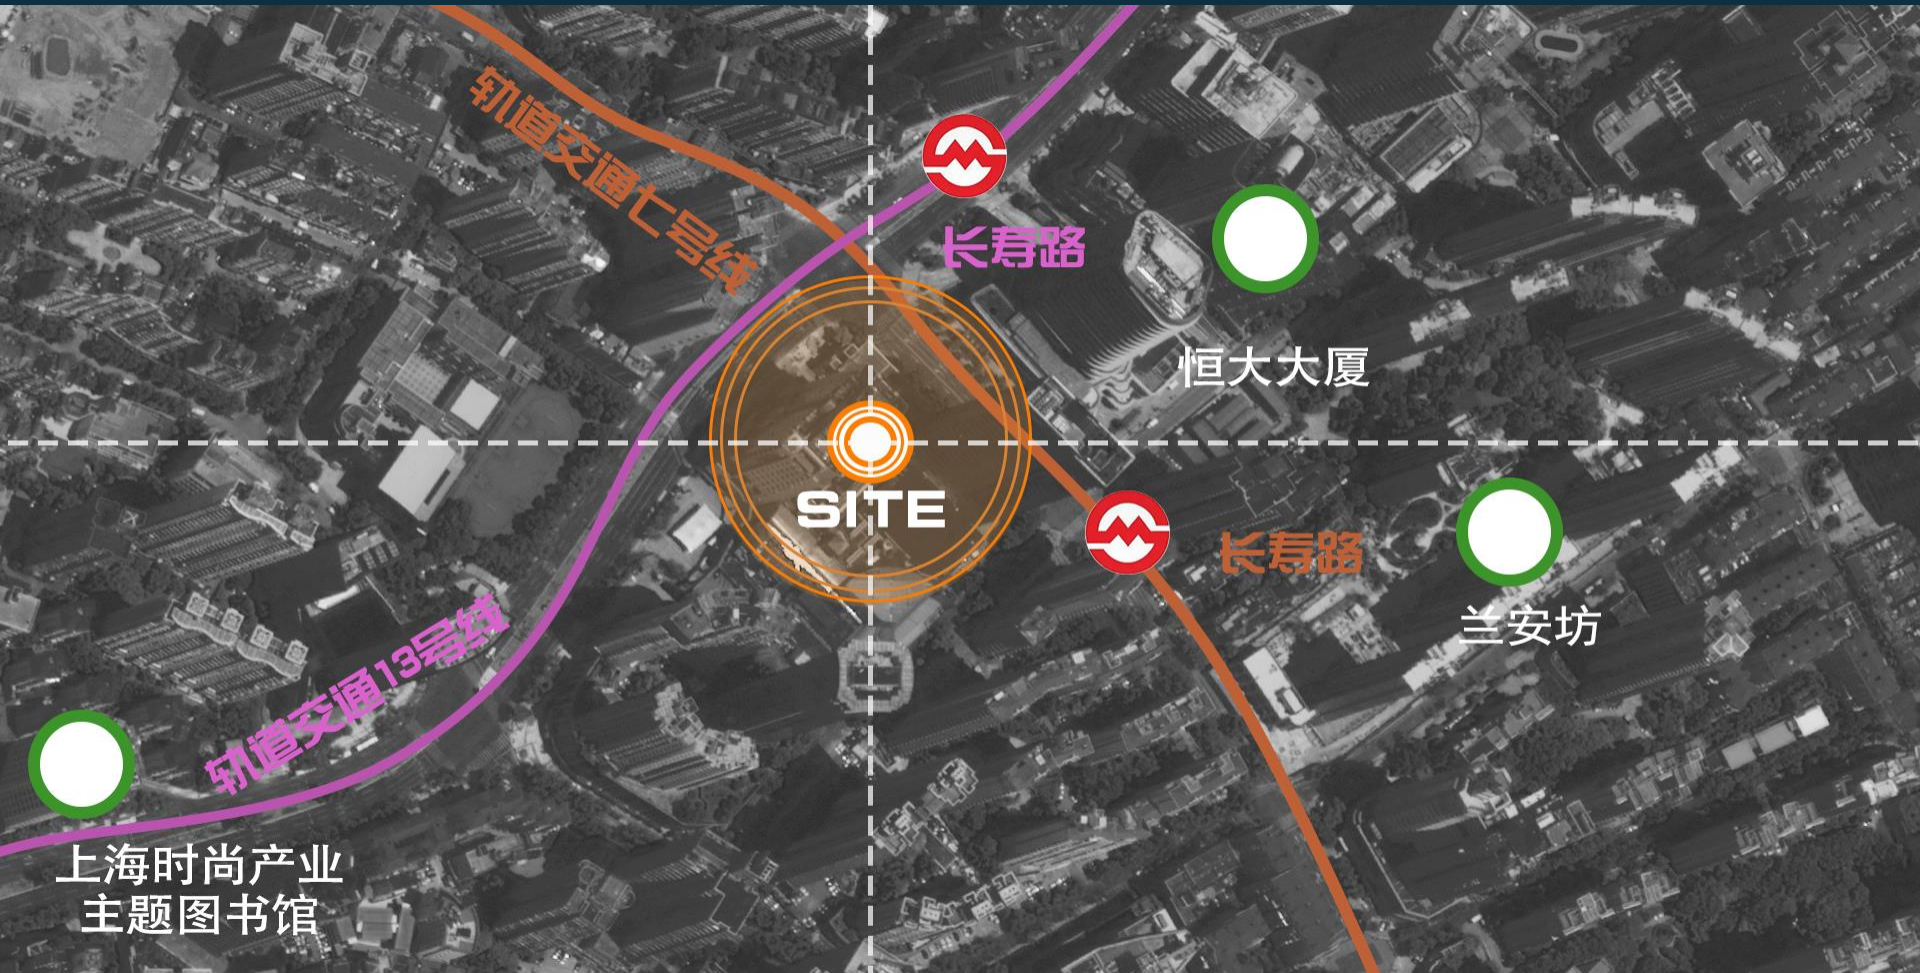 轨道交通七号线
长寿路
恒大大厦
SITE
长寿路
兰安坊
轨道交通13号线
上海时尚产业
主题图书馆